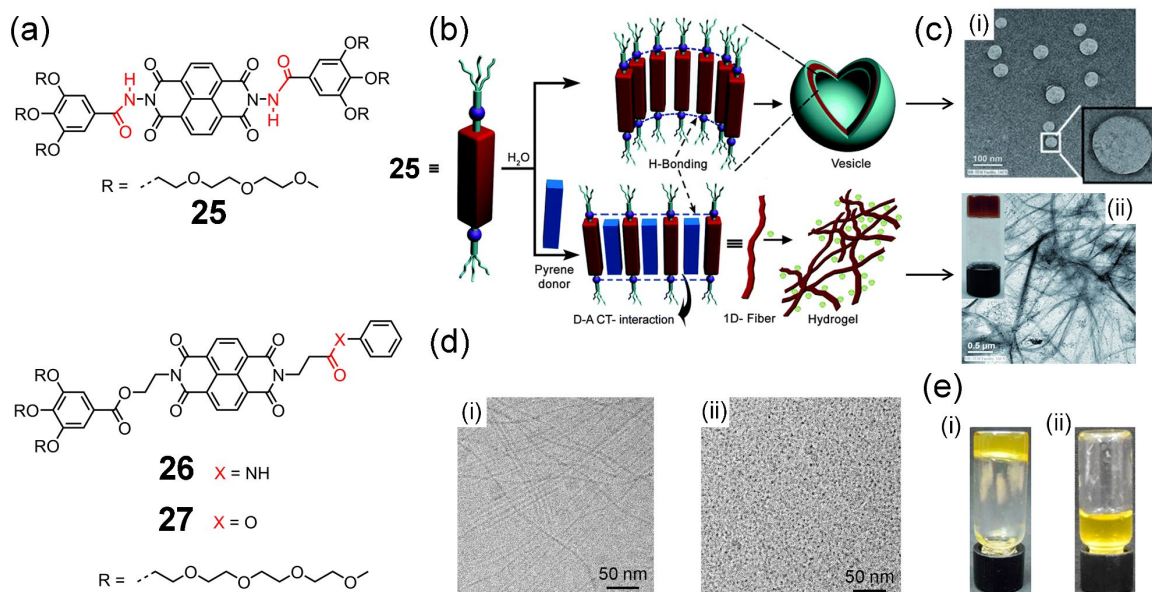 (a)
OR
RO
OR
O
H
N
O
O
O
N
N
RO
N
H
OR
O
O
O
OR
RO
R =
O
O
O
25
RO
RO
RO
O
O
O
O
N
N
O
O
X
O
26 X = NH
27 X = O
R =
O
O
O
O
(b)
25 ≡
H₂O
H-Bonding
Vesicle
Pyrene
donor
≡
D-A CT- interaction
1D- Fiber
Hydrogel
(c)
(i)
100 nm
(ii)
0.5 µm
(d)
(i)
50 nm
(ii)
50 nm
(e)
(i)
(ii)